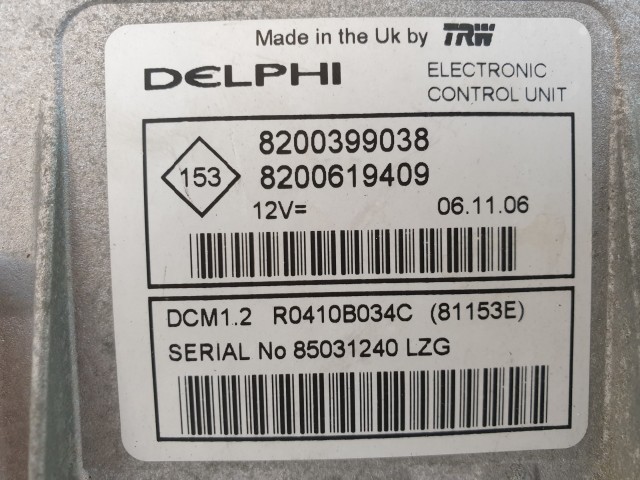 Made in the Uk by TRW
DELPHI
ELECTRONIC
CONTROL UNIT
8200399038
153
8200619409
12V= 06.11.06
DCM1.2 R0410B034C (81153E)
SERIAL No 85031240 LZG